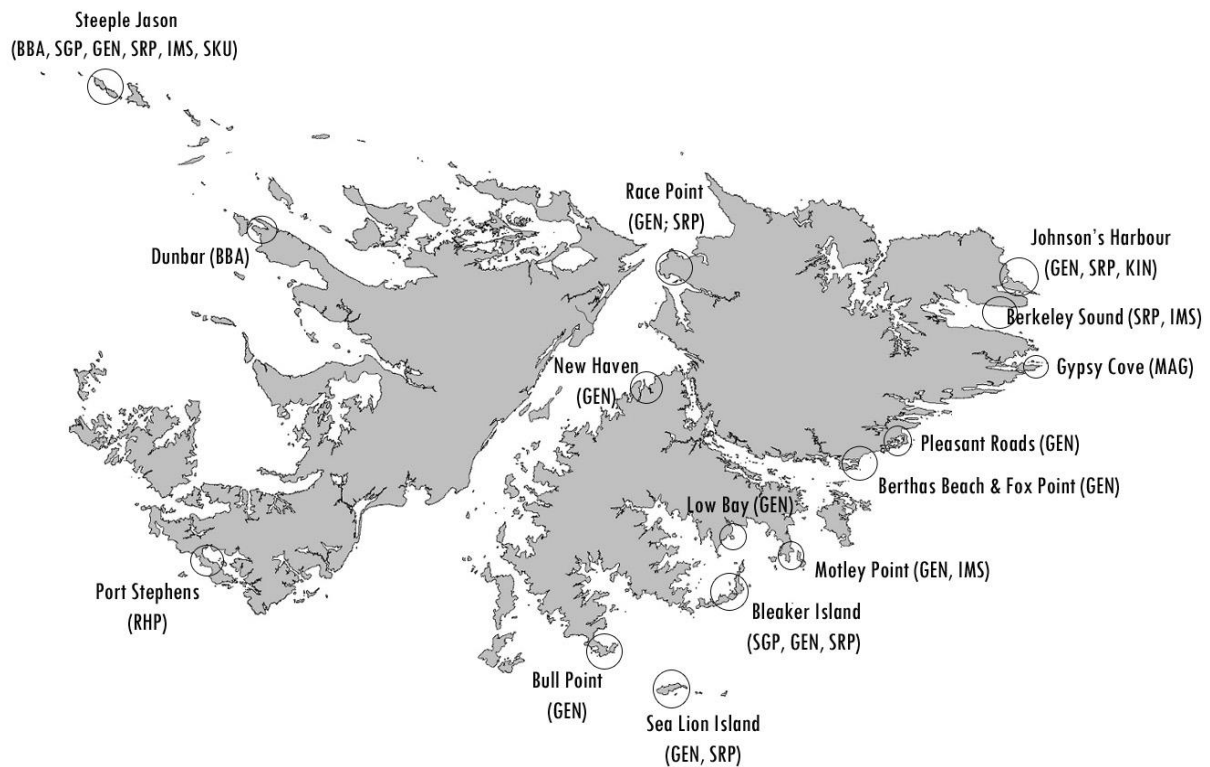 Steeple Jason
(BBA, SGP, GEN, SRP, IMS, SKU)
Race Point
(GEN; SRP)
Dunbar (BBA)
Johnson's Harbour
(GEN, SRP, KIN)
Berkeley Sound (SRP, IMS)
New Haven
(GEN)
Gypsy Cove (MAG)
Pleasant Roads (GEN)
Berthas Beach & Fox Point (GEN)
Low Bay (GEN)
Motley Point (GEN, IMS)
Port Stephens
(RHP)
Bleaker Island
(SGP, GEN, SRP)
Bull Point
(GEN)
Sea Lion Island
(GEN, SRP)